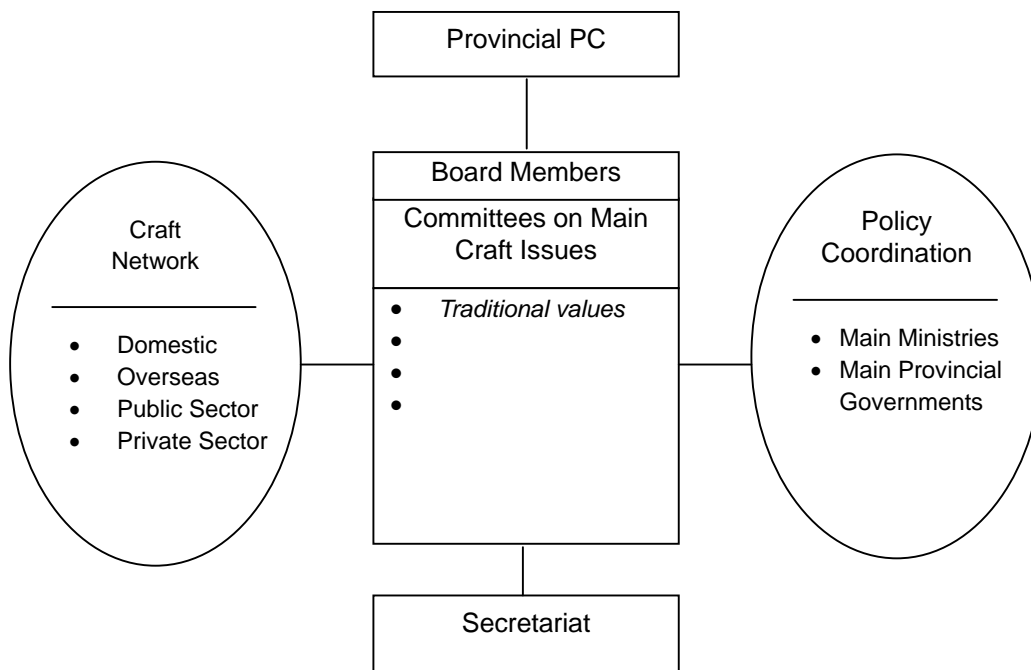 Provincial PC
Board Members
Committees on Main
Craft Issues
• Traditional values
•
•
•
Craft
Network
• Domestic
• Overseas
• Public Sector
• Private Sector
Policy
Coordination
• Main Ministries
• Main Provincial
Governments
Secretariat